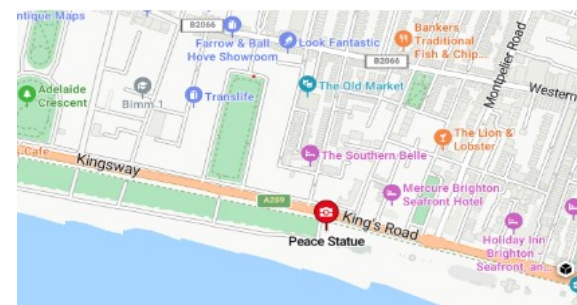 ntique Maps
B2066
Bankers
Traditional
Fish & Chip...
Farrow & Ball
Hove Showroom
Look Fantastic
B2066
Montpelier Road
Western
Adelaide
Crescent
Bimm 1
Translife
The Old Market
The Lion &
Lobster
Cafe
Kingsway
The Southern Belle
Mercure Brighton
Seafront Hotel
A259
King's Road
Peace Statue
Holiday Inn
Brighton -
Seafront, an...